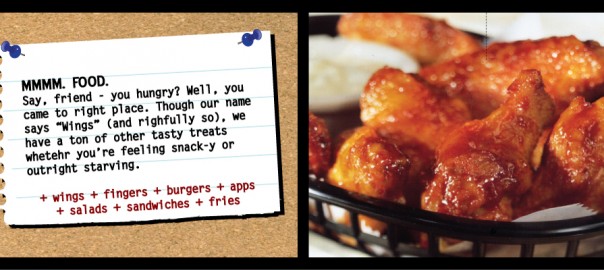 MMMM. FOOD.
Say, friend - you hungry? Well, you
came to right place. Though our name
says “Wings” (and righfully so), we
have a ton of other tasty treats
whetehr you’re feeling snack-y or
outright starving.
+ wings + fingers + burgers + apps
+ salads + sandwiches + fries